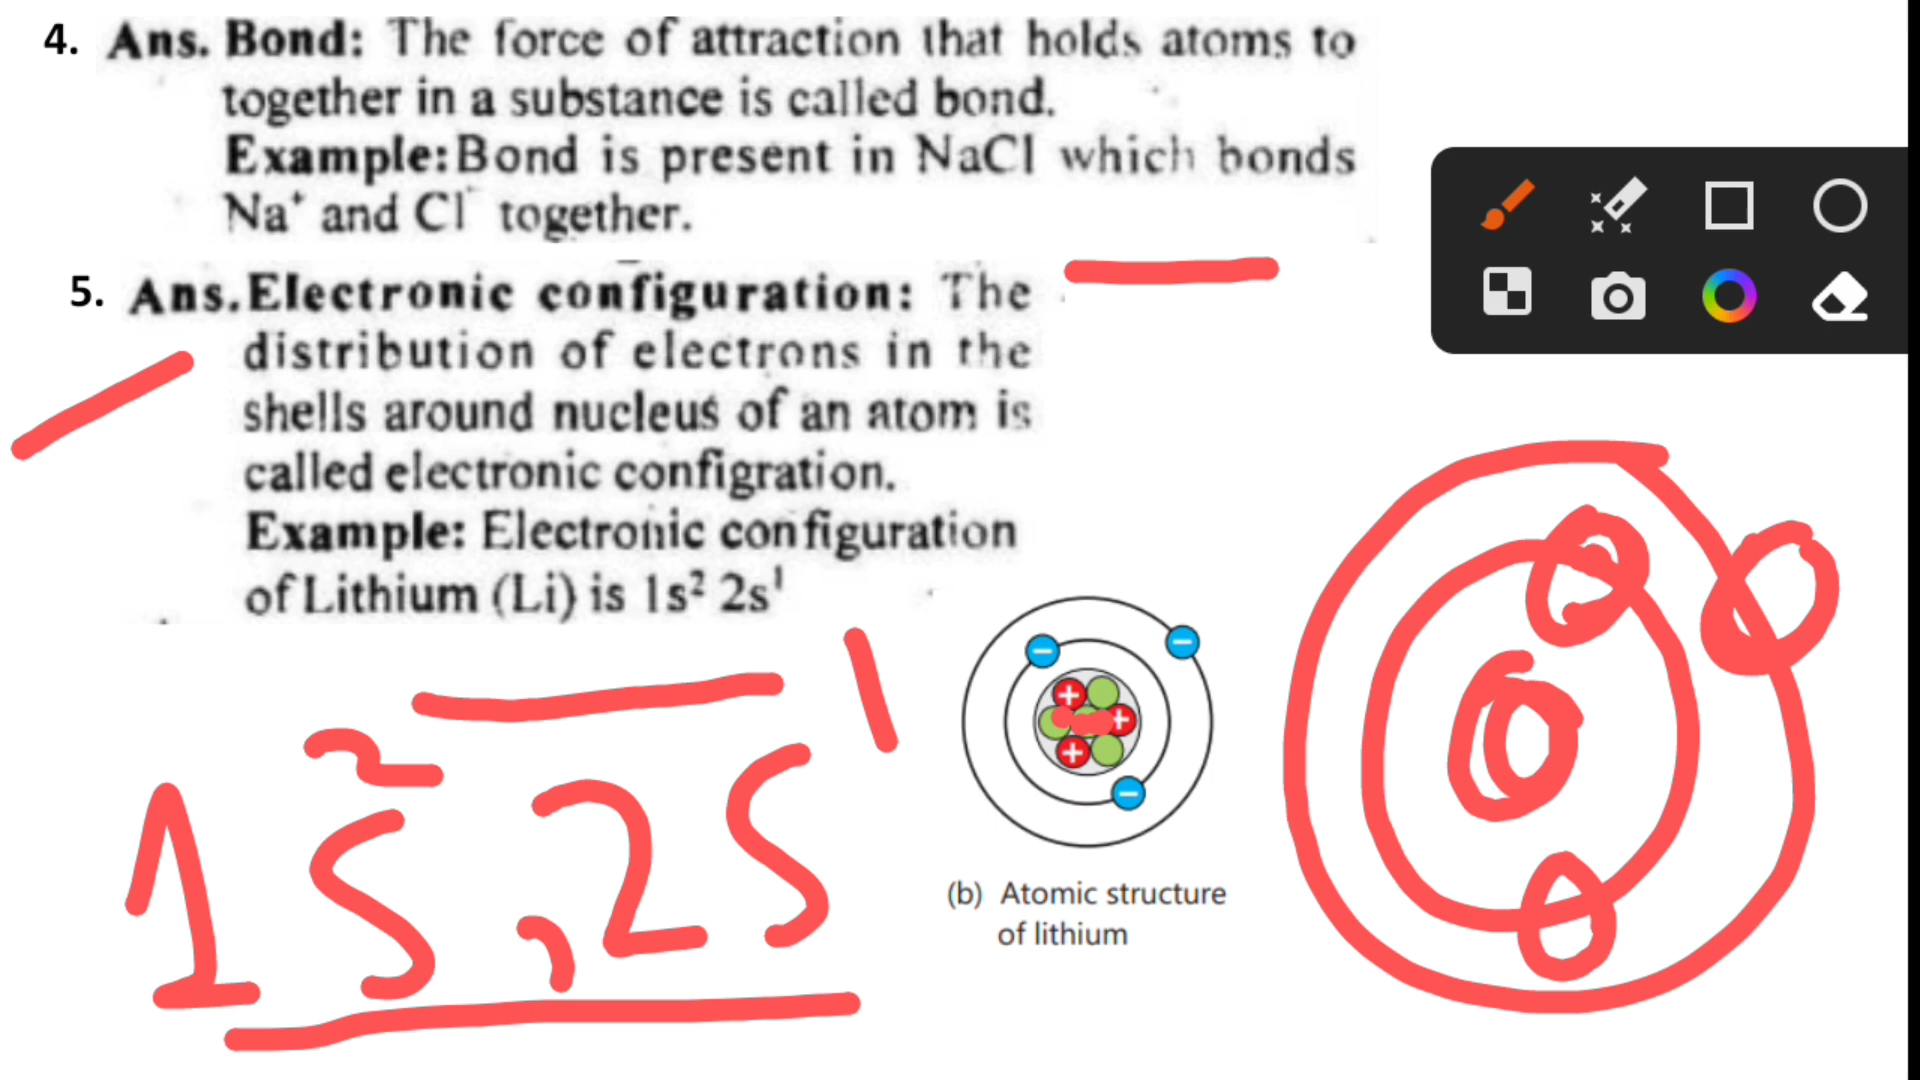 4. Ans. Bond: The force of attraction that holds atoms to
together in a substance is called bond.
Example: Bond is present in NaCl which bonds
Na⁺ and Cl⁻ together.
5. Ans. Electronic configuration: The
distribution of electrons in the
shells around nucleus of an atom is
called electronic configration.
Example: Electronic configuration
of Lithium (Li) is 1s² 2s¹
1s²,2s¹
− −
+
+
+
−
(b) Atomic structure
of lithium